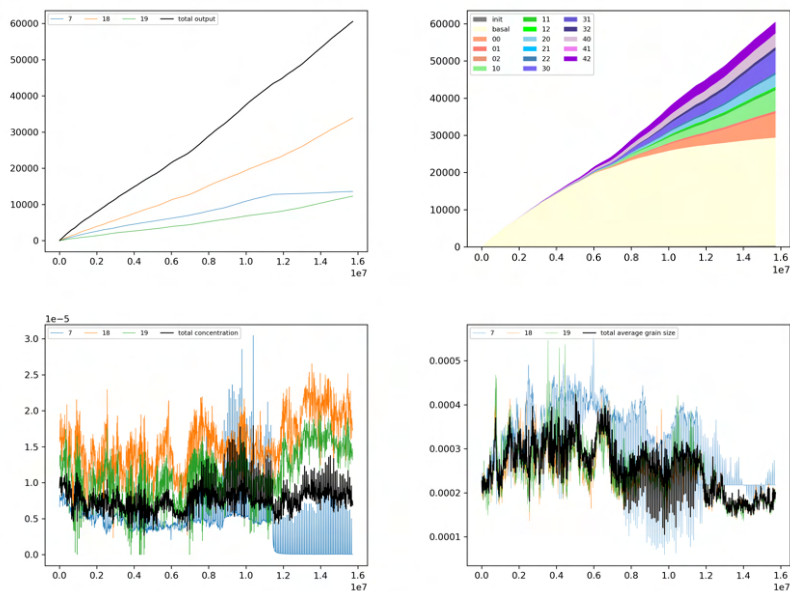 7 18 19 total output
60000
50000
40000
30000
20000
10000
0
0.0 0.2 0.4 0.6 0.8 1.0 1.2 1.4 1.6
1e7
init 11 31
basal 12 32
00 20 40
01 21 41
02 22 42
10 30
60000
50000
40000
30000
20000
10000
0
0.0 0.2 0.4 0.6 0.8 1.0 1.2 1.4 1.6
1e7
1e−5
7 18 19 total concentration
3.0
2.5
2.0
1.5
1.0
0.5
0.0
0.0 0.2 0.4 0.6 0.8 1.0 1.2 1.4 1.6
1e7
7 18 19 total average grain size
0.0005
0.0004
0.0003
0.0002
0.0001
0.0 0.2 0.4 0.6 0.8 1.0 1.2 1.4 1.6
1e7